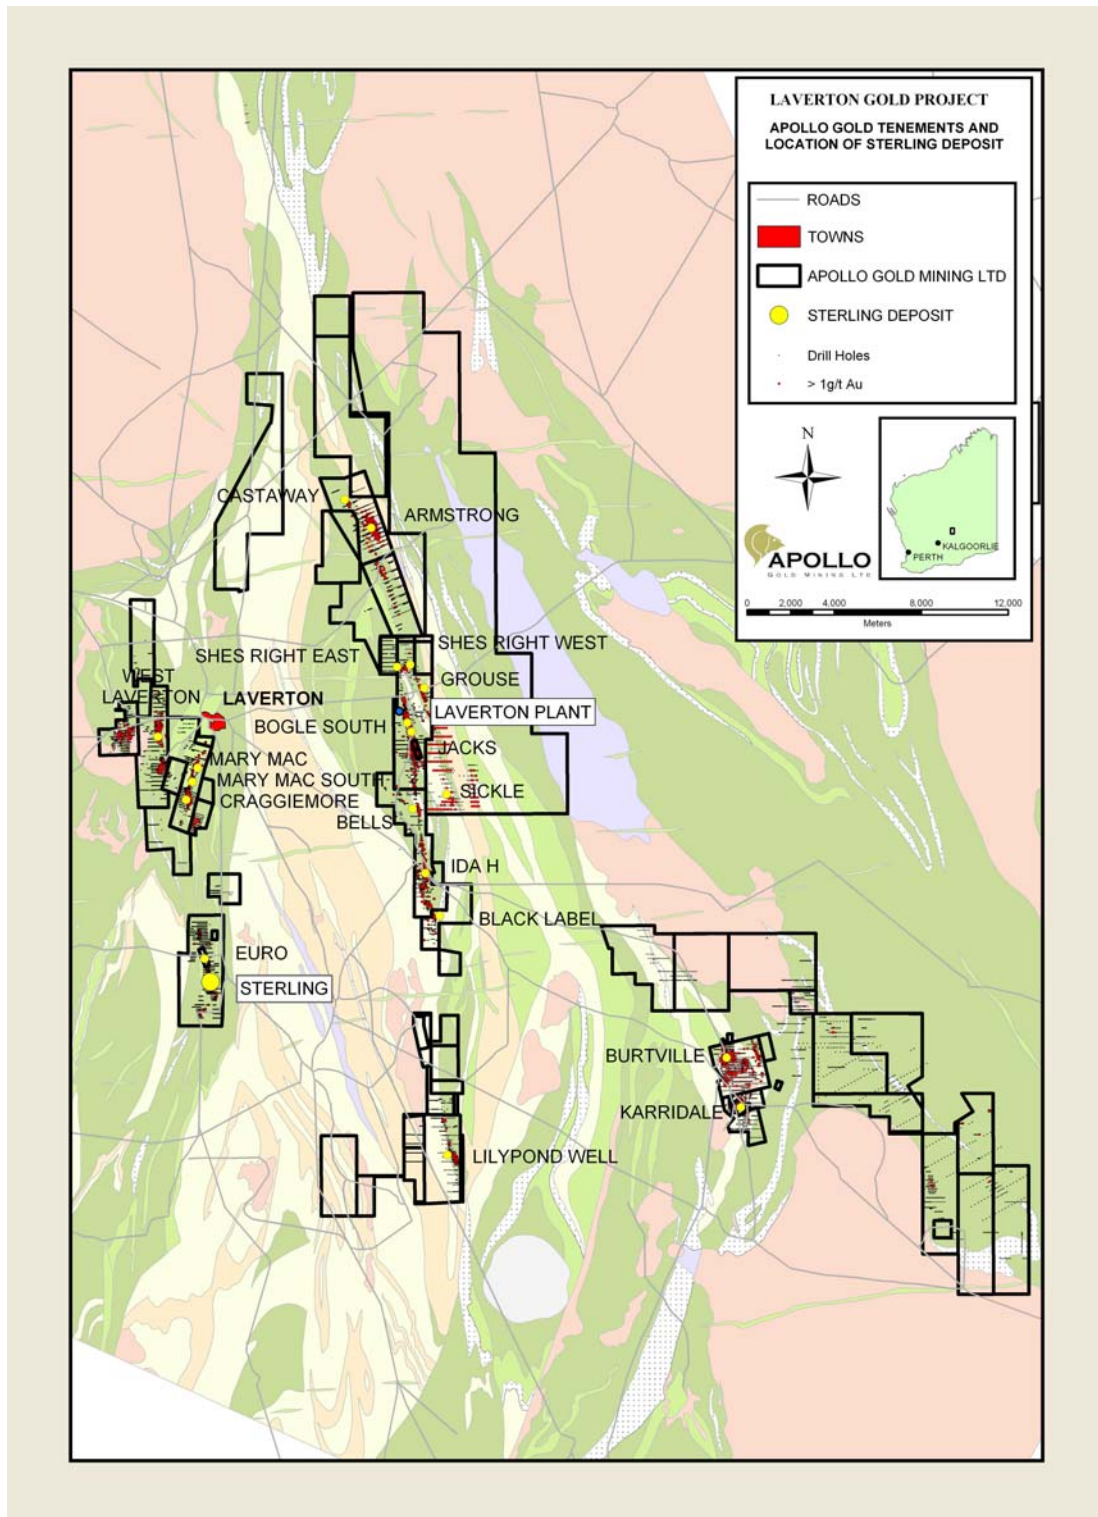 LAVERTON GOLD PROJECT
APOLLO GOLD TENEMENTS AND
LOCATION OF STERLING DEPOSIT
ROADS
TOWNS
APOLLO GOLD MINING LTD
STERLING DEPOSIT
Drill Holes
> 1g/t Au
N
KALGOORLIE
PERTH
APOLLO
GOLD MINING LTD
0 2,000 4,000 8,000 12,000
Meters
CASTAWAY
ARMSTRONG
SHES RIGHT WEST
SHES RIGHT EAST
WEST
LAVERTON
GROUSE
LAVERTON
LAVERTON PLANT
BOGLE SOUTH
JACKS
MARY MAC
MARY MAC SOUTH
SICKLE
CRAGGIEMORE
BELLS
IDA H
BLACK LABEL
EURO
STERLING
BURTVILLE
KARRIDALE
LILYPOND WELL